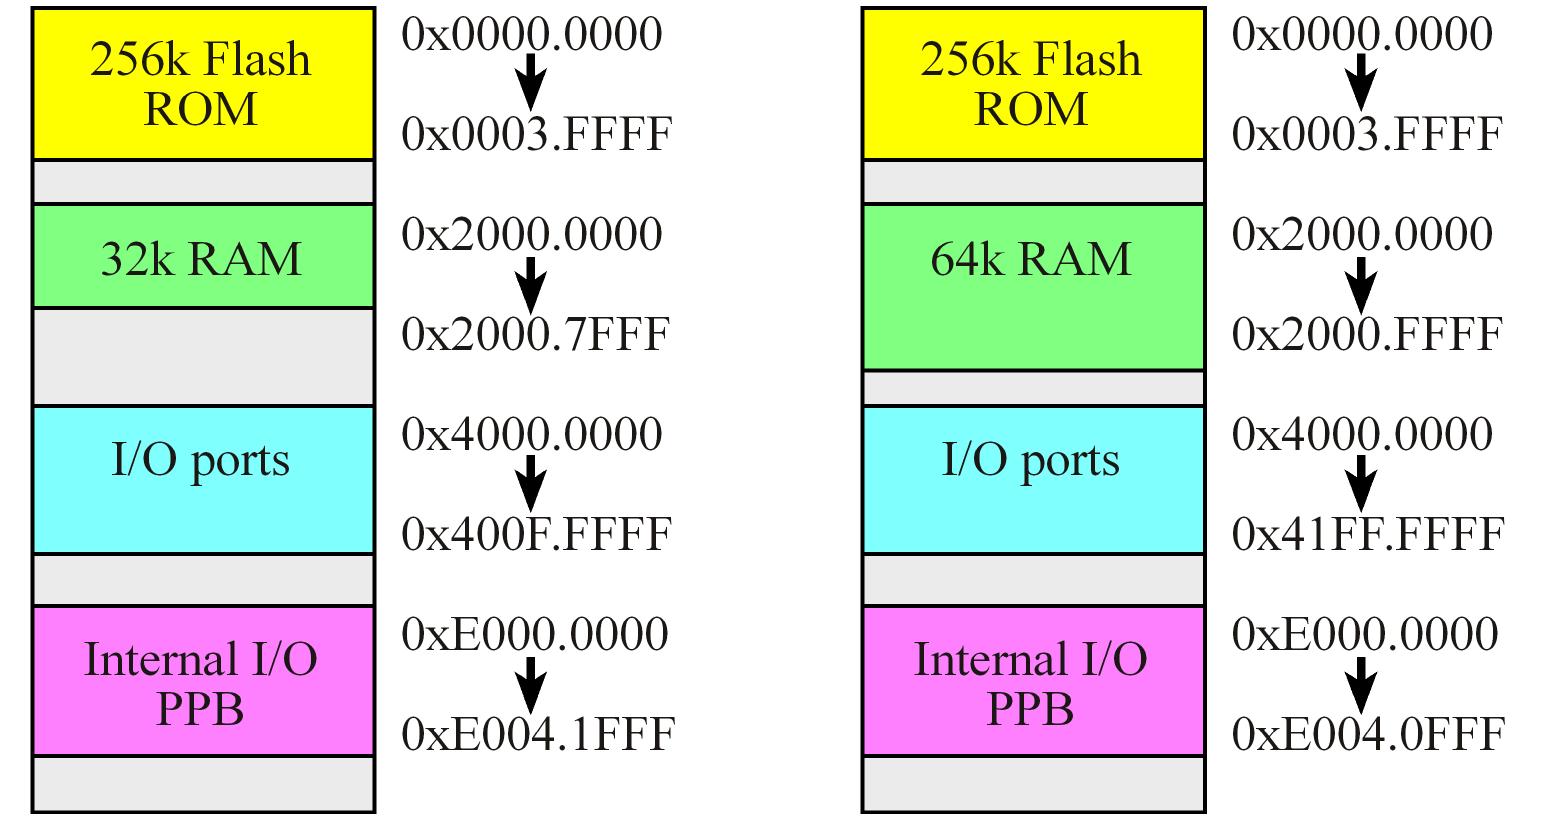 256k Flash
ROM
0x0000.0000
0x0003.FFFF
32k RAM
0x2000.0000
0x2000.7FFF
I/O ports
0x4000.0000
0x400F.FFFF
Internal I/O
PPB
0xE000.0000
0xE004.1FFF
256k Flash
ROM
0x0000.0000
0x0003.FFFF
64k RAM
0x2000.0000
0x2000.FFFF
I/O ports
0x4000.0000
0x41FF.FFFF
Internal I/O
PPB
0xE000.0000
0xE004.0FFF